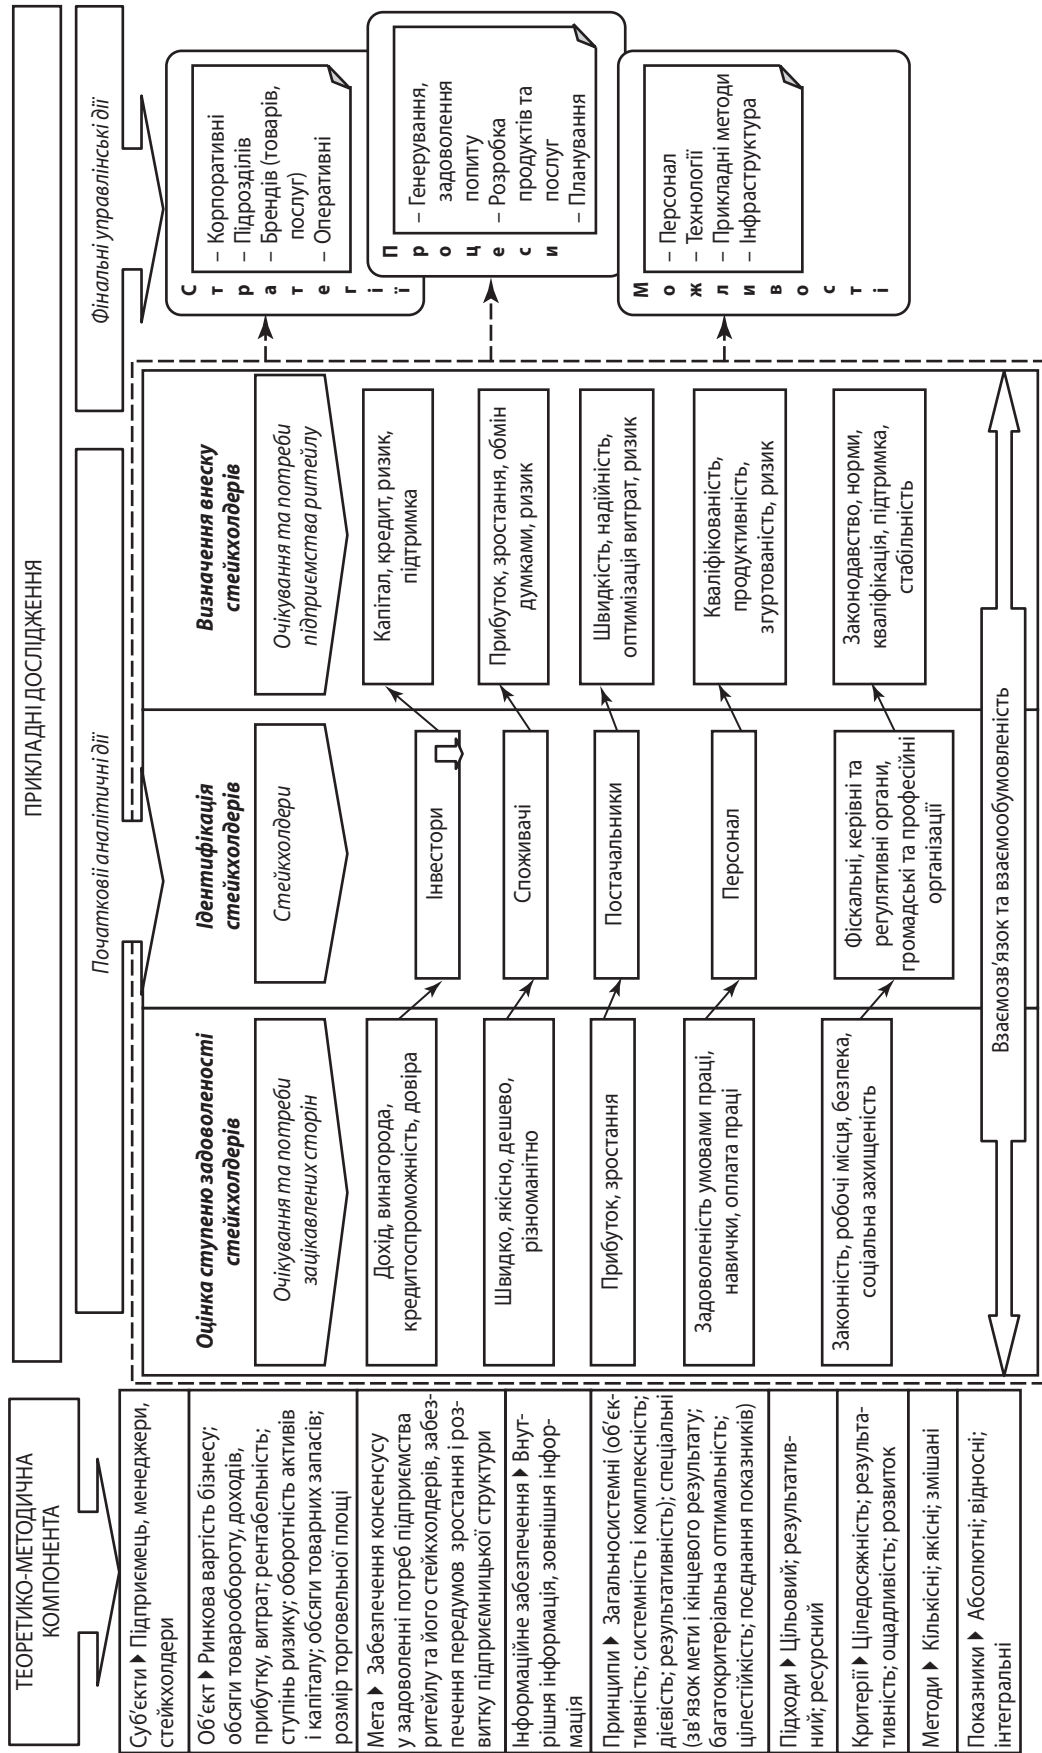 ТЕОРЕТИКО-МЕТОДИЧНА
КОМПОНЕНТА
Суб'єкти ▶ Підприємець, менеджери,
стейкхолдери
Об'єкт ▶ Ринкова вартість бізнесу;
обсяги товарообороту, доходів,
прибутку, витрат; рентабельність;
ступінь ризику; оборотність активів
і капіталу; обсяги товарних запасів;
розмір торговельної площі
Мета ▶ Забезпечення консенсусу
у задоволенні потреб підприємства
ритейлу та його стейкхолдерів, забез-
печення передумов зростання і роз-
витку підприємницької структури
Інформаційне забезпечення ▶ Внут-
рішня інформація, зовнішня інфор-
мація
Принципи ▶ Загальносистемні (об'єк-
тивність; системність і комплексність;
дієвість; результативність); спеціальні
(зв'язок мети і кінцевого результату;
багатокритеріальна оптимальність;
цілестійкість; поєднання показників)
Підходи ▶ Цільовий; результатив-
ний; ресурсний
Критерії ▶ Ціледосяжність; результа-
тивність; ощадливість; розвиток
Методи ▶ Кількісні; якісні; змішані
Показники ▶ Абсолютні; відносні;
інтегральні
ПРИКЛАДНІ ДОСЛІДЖЕННЯ
Початковії аналітичні дії
Фінальні управлінські дії
Оцінка ступеню задоволеності
стейкхолдерів
Очікування та потреби
зацікавлених сторін
Дохід, винагорода,
кредитоспроможність, довіра
Швидко, якісно, дешево,
різноманітно
Прибуток, зростання
Задоволеність умовами праці,
навички, оплата праці
Законність, робочі місця, безпека,
соціальна захищеність
Ідентифікація
стейкхолдерів
Стейкхолдери
Інвестори
Споживачі
Постачальники
Персонал
Фіскальні, керівні та
регулятивні органи,
громадські та професійні
організації
Визначення внеску
стейкхолдерів
Очікування та потреби
підприємства ритейлу
Капітал, кредит, ризик,
підтримка
Прибуток, зростання, обмін
думками, ризик
Швидкість, надійність,
оптимізація витрат, ризик
Кваліфікованість,
продуктивність,
згуртованість, ризик
Законодавство, норми,
кваліфікація, підтримка,
стабільність
Взаємозв'язок та взаємообумовленість
Стратегії
– Корпоративні
– Підрозділів
– Брендів (товарів,
послуг)
– Оперативні
Процеси
– Генерування,
задоволення
попиту
– Розробка
продуктів та
послуг
– Планування
Можливості
– Персонал
– Технології
– Прикладні методи
– Інфраструктура